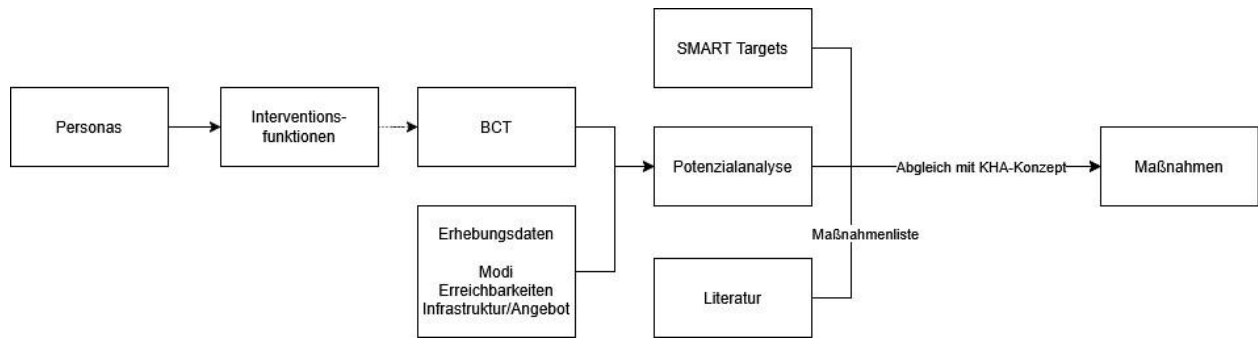 SMART Targets
Personas
Interventions-
funktionen
BCT
Potenzialanalyse
Abgleich mit KHA-Konzept
Maßnahmen
Erhebungsdaten
Modi
Erreichbarkeiten
Infrastruktur/Angebot
Maßnahmenliste
Literatur